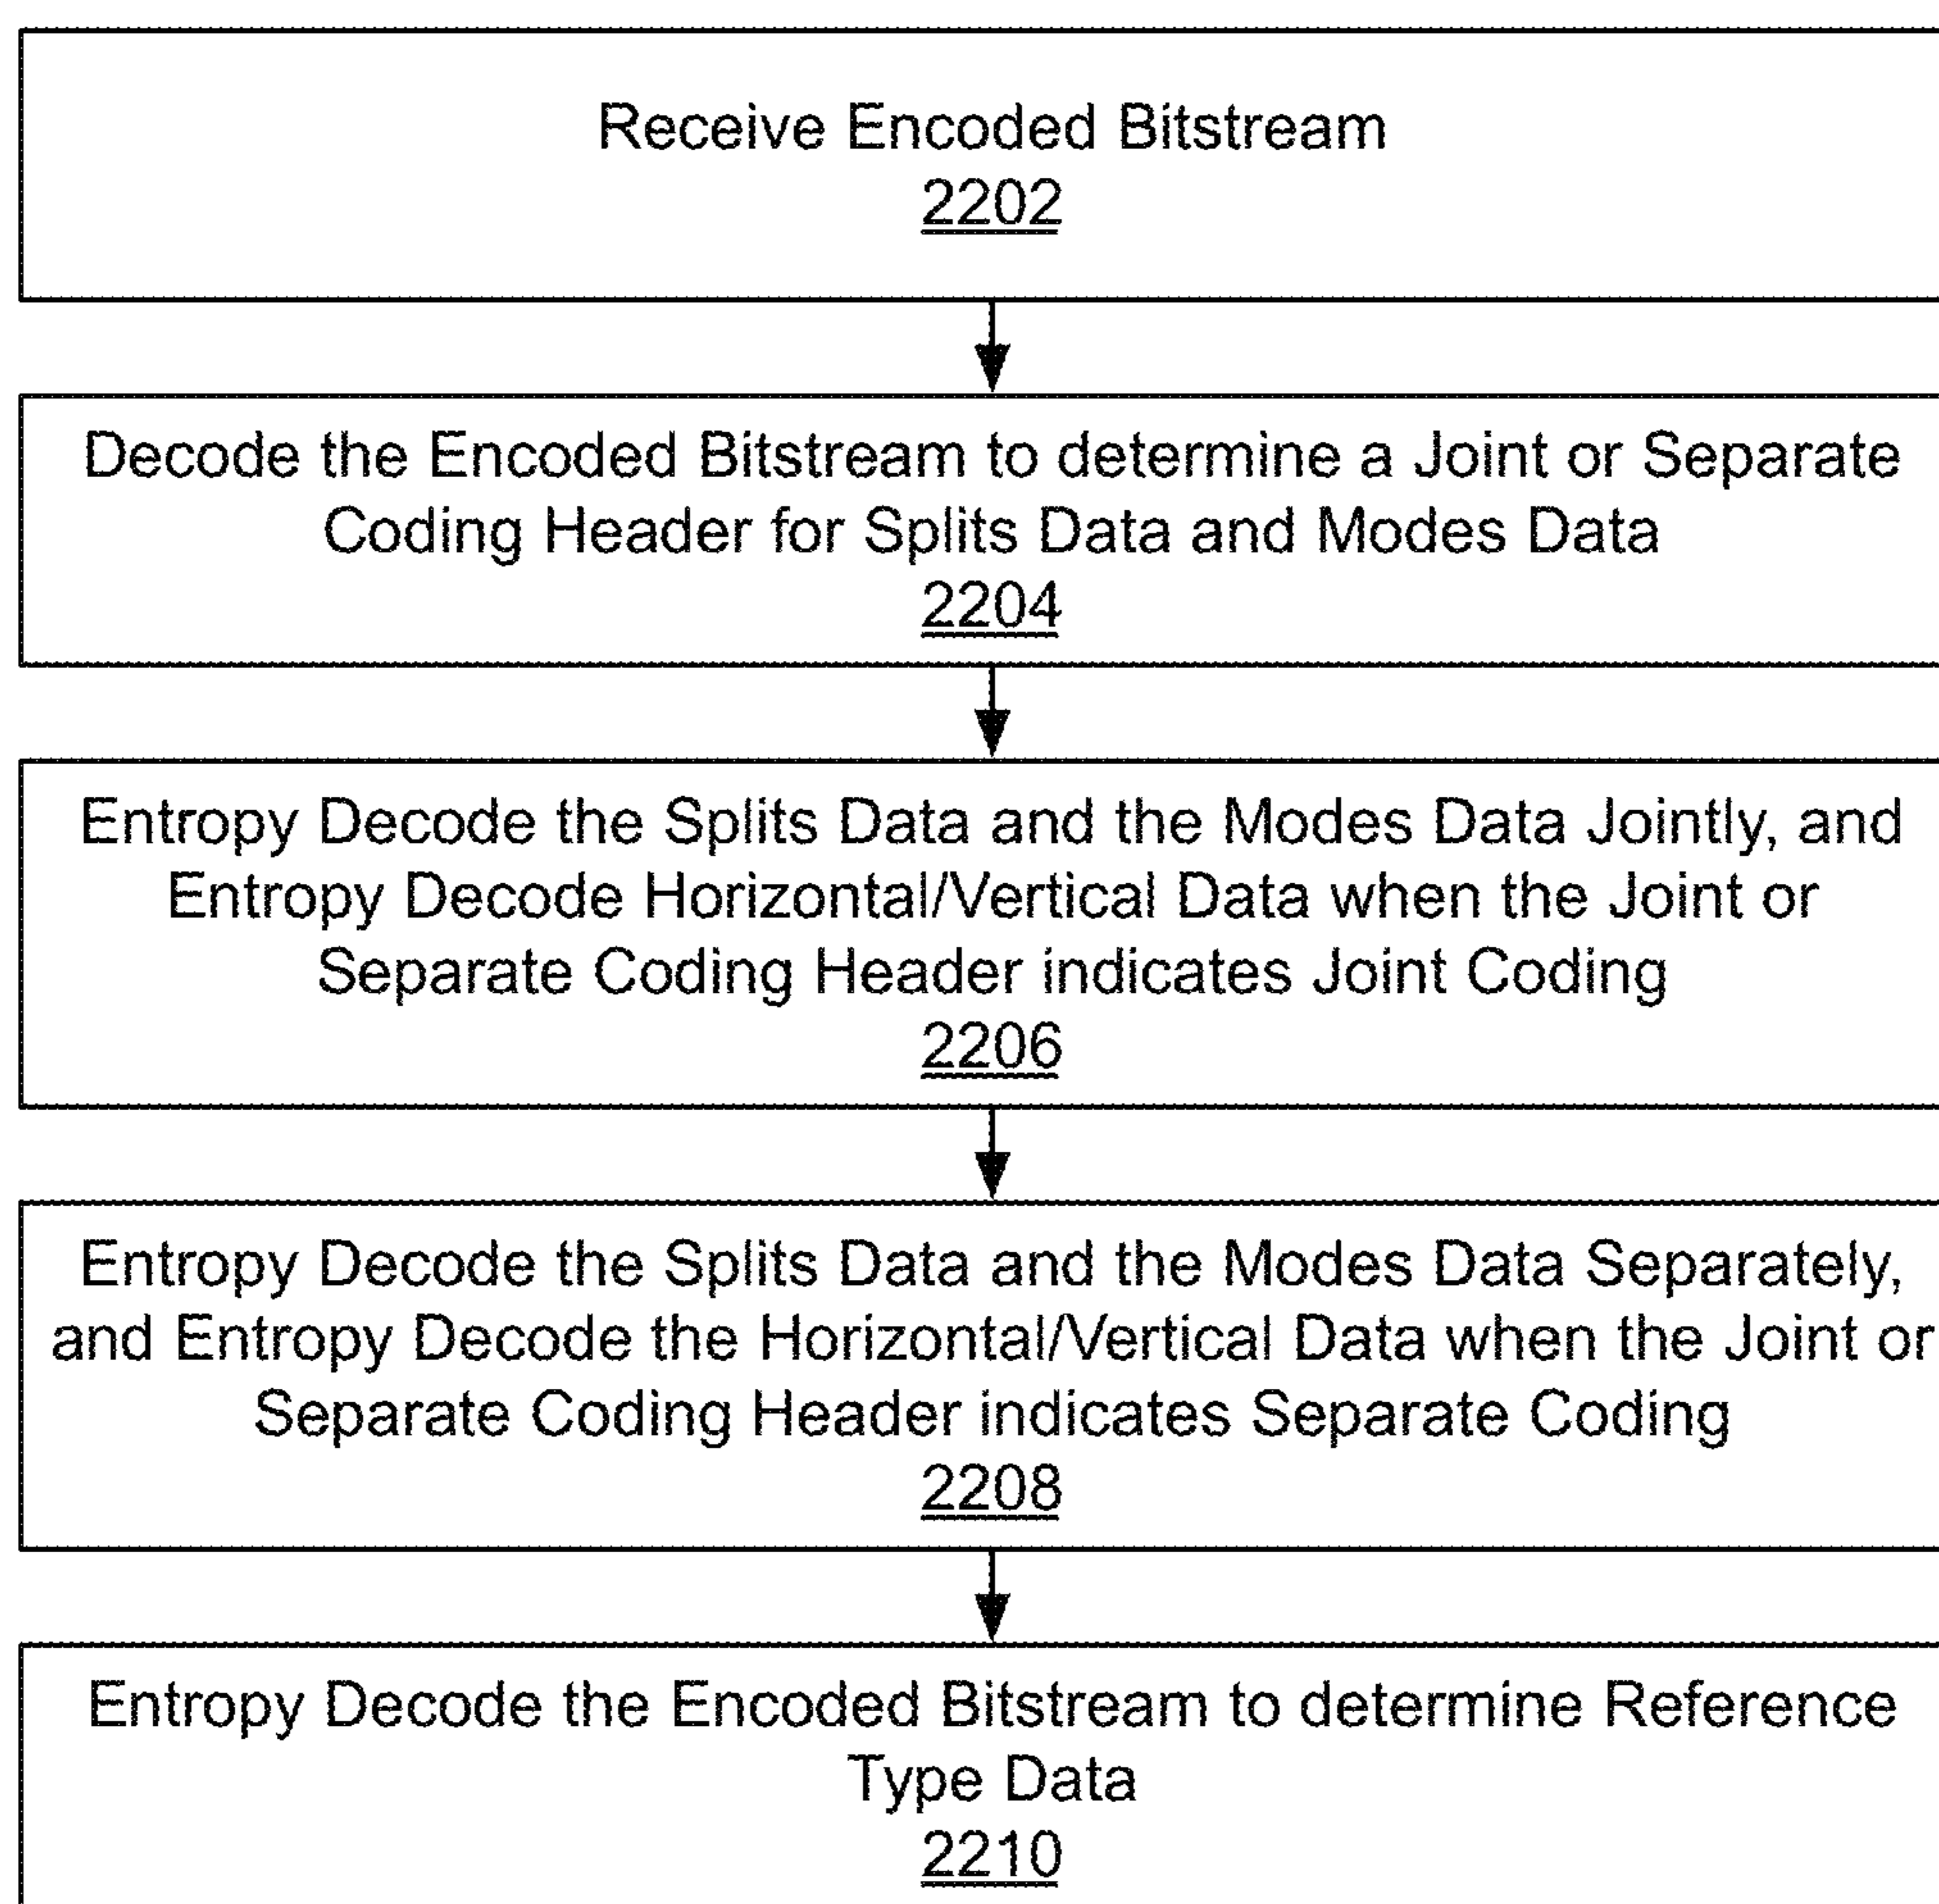 Receive Encoded Bitstream
2202
Decode the Encoded Bitstream to determine a Joint or Separate
Coding Header for Splits Data and Modes Data
2204
Entropy Decode the Splits Data and the Modes Data Jointly, and
Entropy Decode Horizontal/Vertical Data when the Joint or
Separate Coding Header indicates Joint Coding
2206
Entropy Decode the Splits Data and the Modes Data Separately,
and Entropy Decode the Horizontal/Vertical Data when the Joint or
Separate Coding Header indicates Separate Coding
2208
Entropy Decode the Encoded Bitstream to determine Reference
Type Data
2210